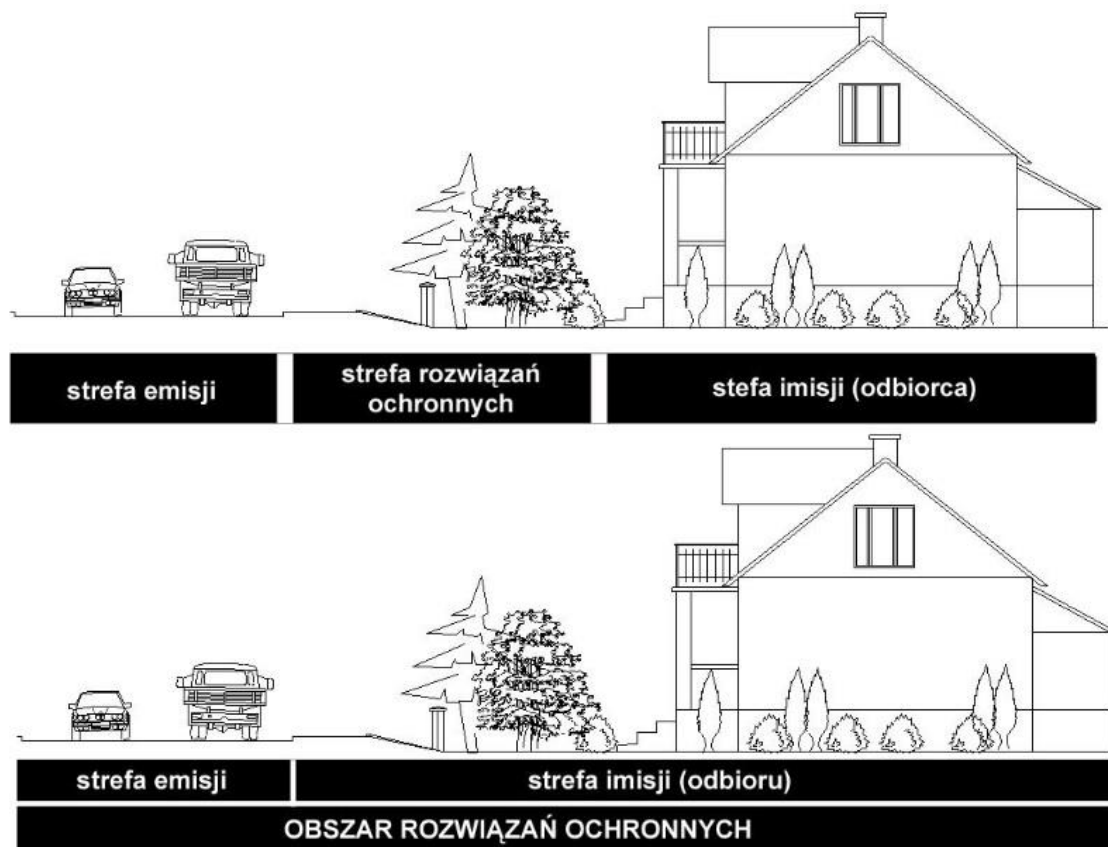 strefa emisji
strefa rozwiązań
ochronnych
stefa imisji (odbiorca)
strefa emisji
strefa imisji (odbioru)
OBSZAR ROZWIĄZAŃ OCHRONNYCH